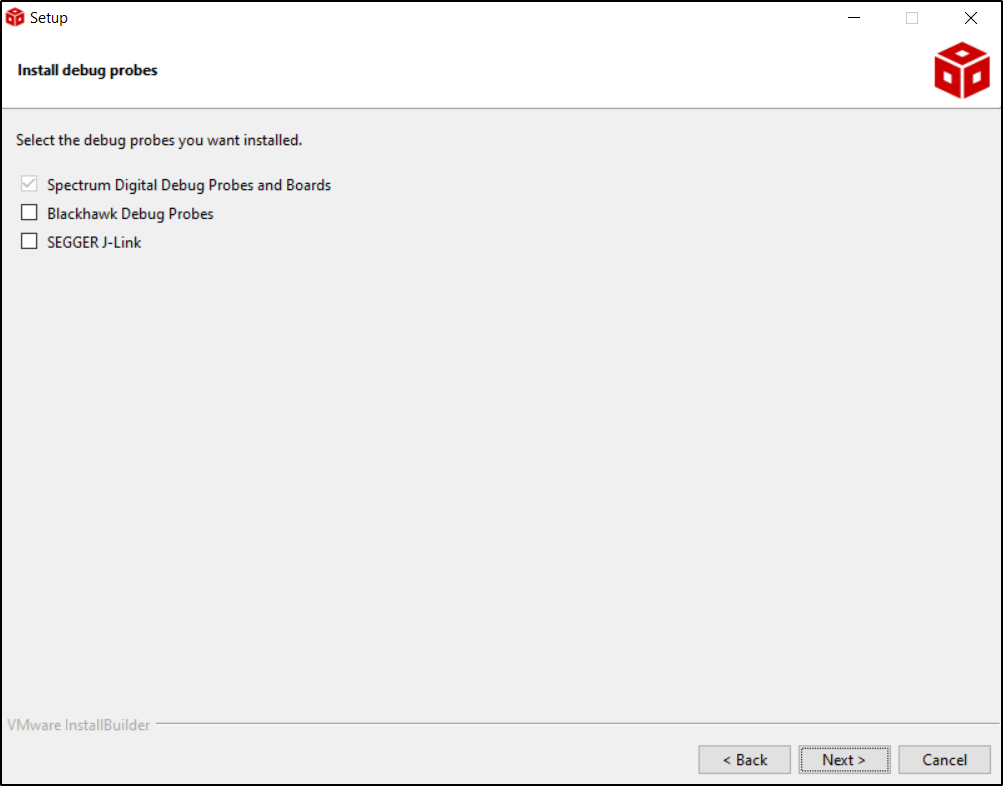 Setup
Install debug probes
Select the debug probes you want installed.
Spectrum Digital Debug Probes and Boards
Blackhawk Debug Probes
SEGGER J-Link
VMware InstallBuilder
< Back
Next >
Cancel